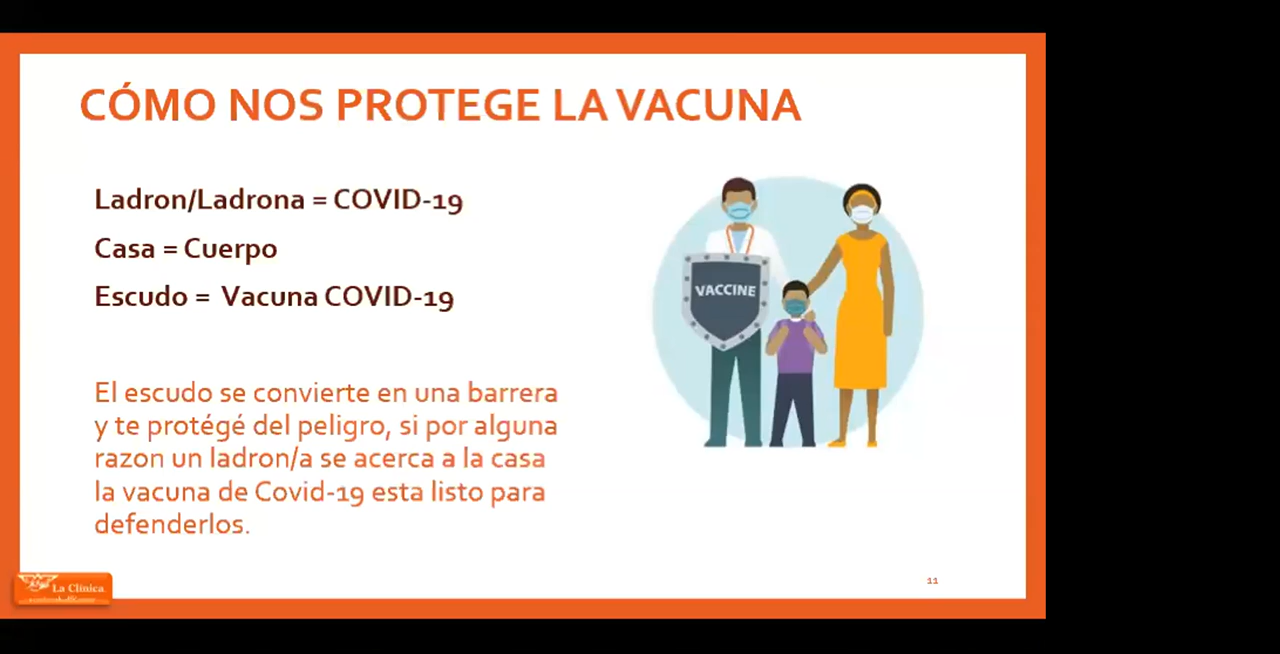 CÓMO NOS PROTEGE LA VACUNA
Ladron/Ladrona = COVID-19
Casa = Cuerpo
Escudo = Vacuna COVID-19
VACCINE
El escudo se convierte en una barrera
y te protégé del peligro, si por alguna
razon un ladron/a se acerca a la casa
la vacuna de Covid-19 esta listo para
defenderlos.
La Clínica
11